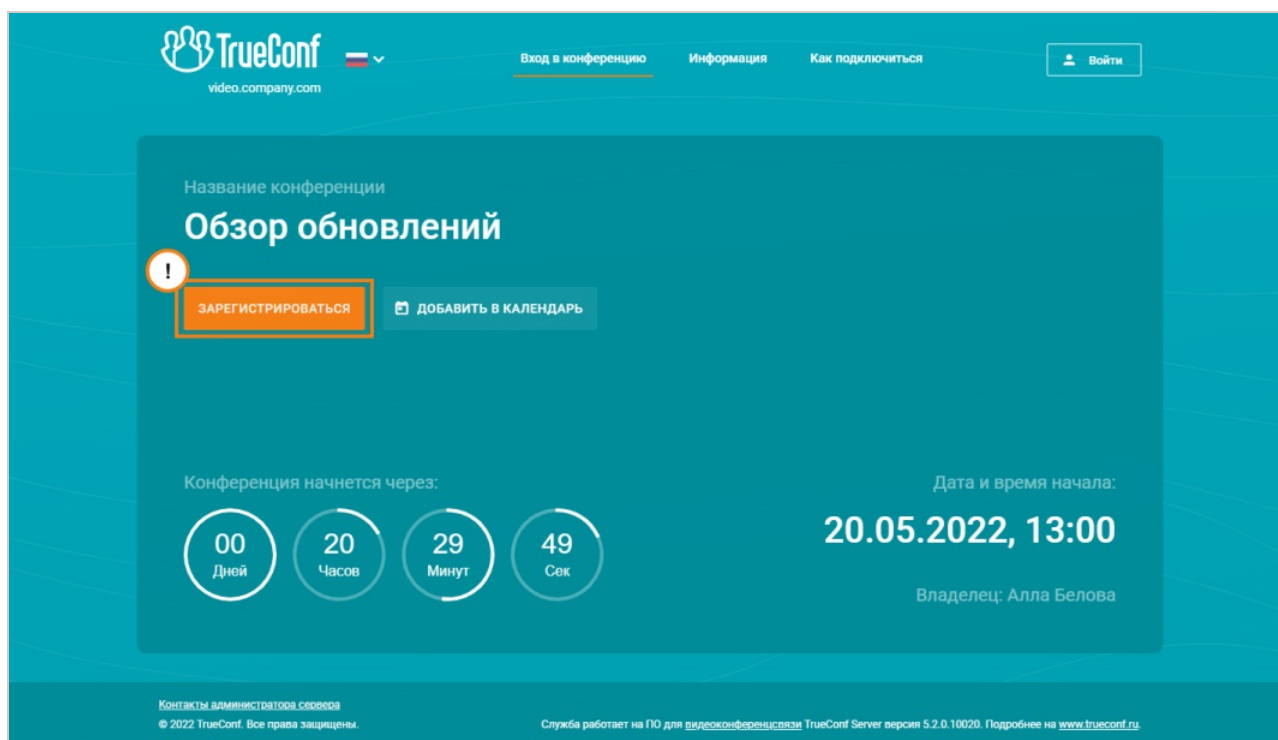 TrueConf
video.company.com
Вход в конференцию
Информация
Как подключиться
Войти
Название конференции
Обзор обновлений
!
ЗАРЕГИСТРИРОВАТЬСЯ
ДОБАВИТЬ В КАЛЕНДАРЬ
Конференция начнется через:
00
Дней
20
Часов
29
Минут
49
Сек
Дата и время начала:
20.05.2022, 13:00
Владелец: Алла Белова
Контакты администратора сервера
© 2022 TrueConf. Все права защищены.
Служба работает на ПО для видеоконференцсвязи TrueConf Server версия 5.2.0.10020. Подробнее на www.trueconf.ru.